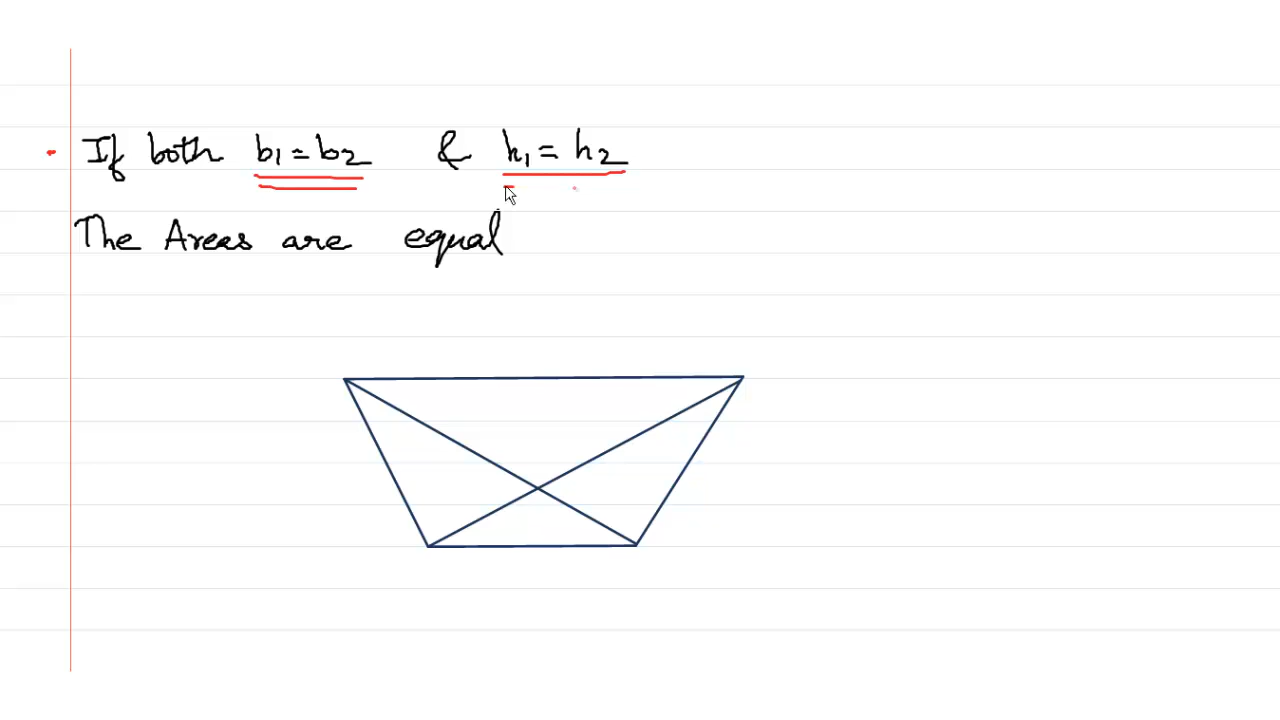 If both b1 = b2 & h1 = h2
The Areas are equal